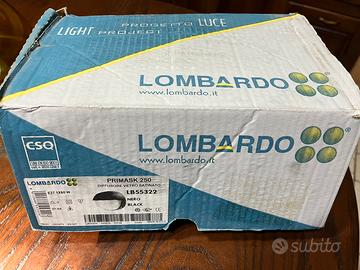 PROGETTO LUCE
LIGHT PROJECT
LOMBARDO
www.lombardo.it
LOMBARDO
www.lombardo.it
CSQ
LOMBARDO
PRIMASK 250
DIFFUSORE VETRO SATINATO
LB55322
NERO
BLACK
subito